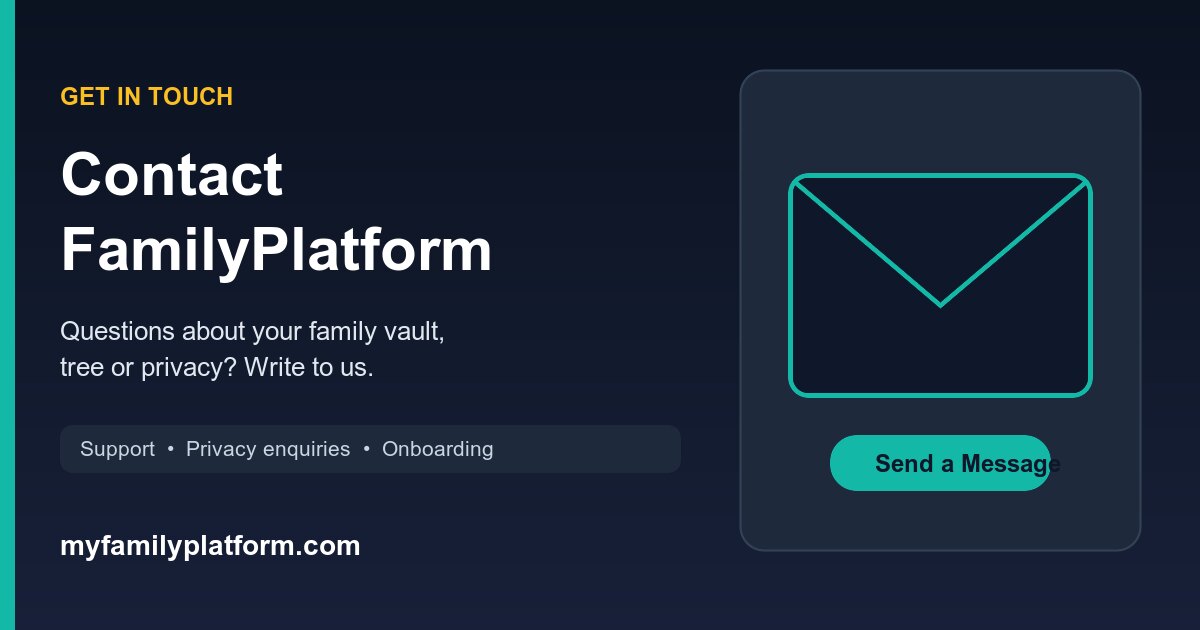 GET IN TOUCH
Contact
FamilyPlatform
Questions about your family vault,
tree or privacy? Write to us.
Support • Privacy enquiries • Onboarding
myfamilyplatform.com
Send a Message